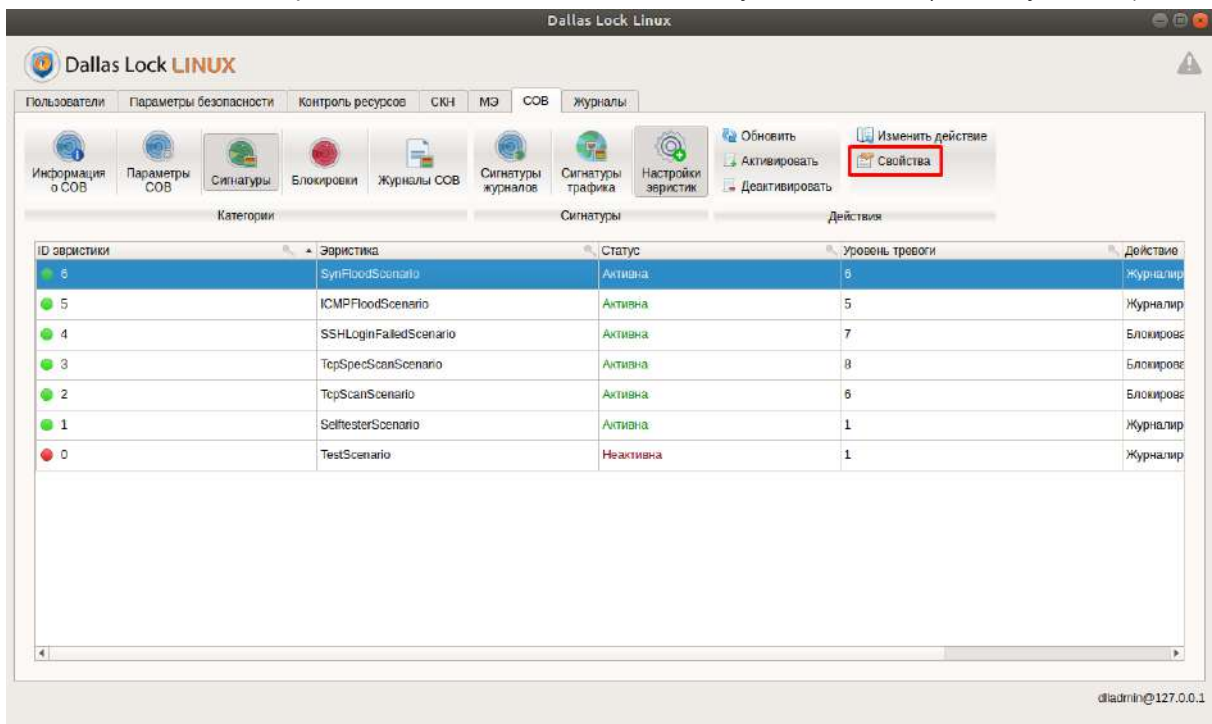 Dallas Lock Linux
Dallas Lock LINUX
Пользователи Параметры безопасности Контроль ресурсов СКН МЭ СОВ Журналы
Информация о СОВ
Параметры СОВ
Сигнатуры
Блокировки
Журналы СОВ
Сигнатуры журналов
Сигнатуры трафика
Настройки эвристик
Обновить
Активировать
Деактивировать
Изменить действие
Свойства
Категории Сигнатуры Действия
ID эвристики Эвристика Статус Уровень тревоги Действие
6 SynFloodScenario Активна 6 Журналир
5 ICMPFloodScenario Активна 5 Журналир
4 SSHLoginFailedScenario Активна 7 Блокирова
3 TcpSpecScanScenario Активна 8 Блокирова
2 TcpScanScenario Активна 6 Блокирова
1 SelftesterScenario Активна 1 Журналир
0 TestScenario Неактивна 1 Журналир
dlladmin@127.0.0.1